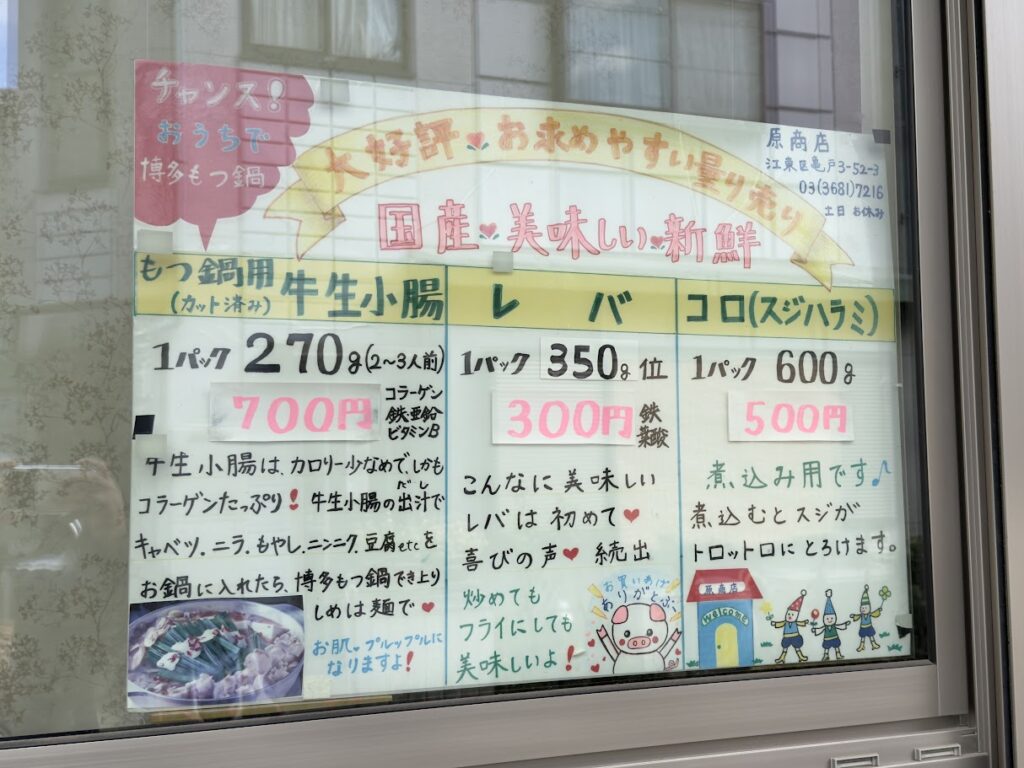 チャンス!
おうちで
博多もつ鍋
大好評♥お求めやすい量り売り
国産♥美味しい♥新鮮
原商店
江東区亀戸3-52-3
03(3681)7216
土日 お休み
もつ鍋用
(カット済み)
牛生小腸
1パック 270g(2~3人前)
700円
コラーゲン
鉄・亜鉛
ビタミンB
牛生小腸は、カロリー少なめで、しかも
コラーゲンたっぷり! 牛生小腸の出汁で
だし
キャベツ.ニラ.もやし.ニンニク.豆腐etcを
お鍋に入れたら、博多もつ鍋でき上り
しめは麺で♥
お肌。プルップルに
なりますよ!
レバ
1パック 350g位
300円
鉄
葉酸
こんなに美味しい
レバは初めて♥
喜びの声♥続出
炒めても
フライにしても
美味しいよ!
お買いあげ
ありがとぶー
コロ(スジハラミ)
1パック 600g
500円
煮込み用です♪
煮込むとスジが
トロットロにとろけます。
原商店
WELCOME